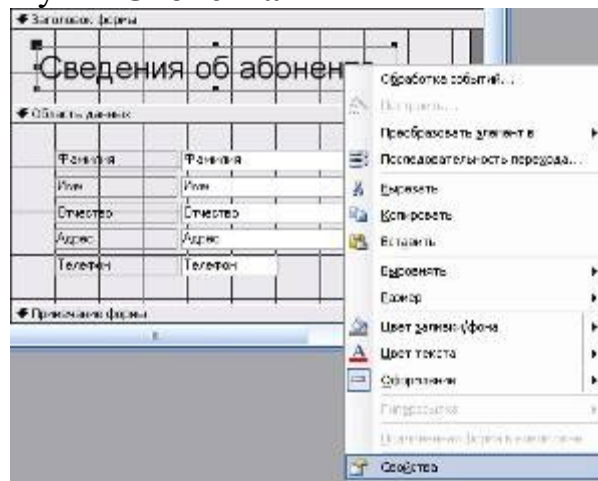 Заголовок формы
Сведения об абонен
Область данных
Фамилия Фамилия
Имя Имя
Отчество Отчество
Адрес Адрес
Телефон Телефон
Примечание формы
Обработка событий...
Построить...
Преобразовать элемент в
Последовательность перехода...
Вырезать
Копировать
Вставить
Выровнять
Размер
Цвет заливки/фона
Цвет текста
Оформление
Гиперссылка
Свойства